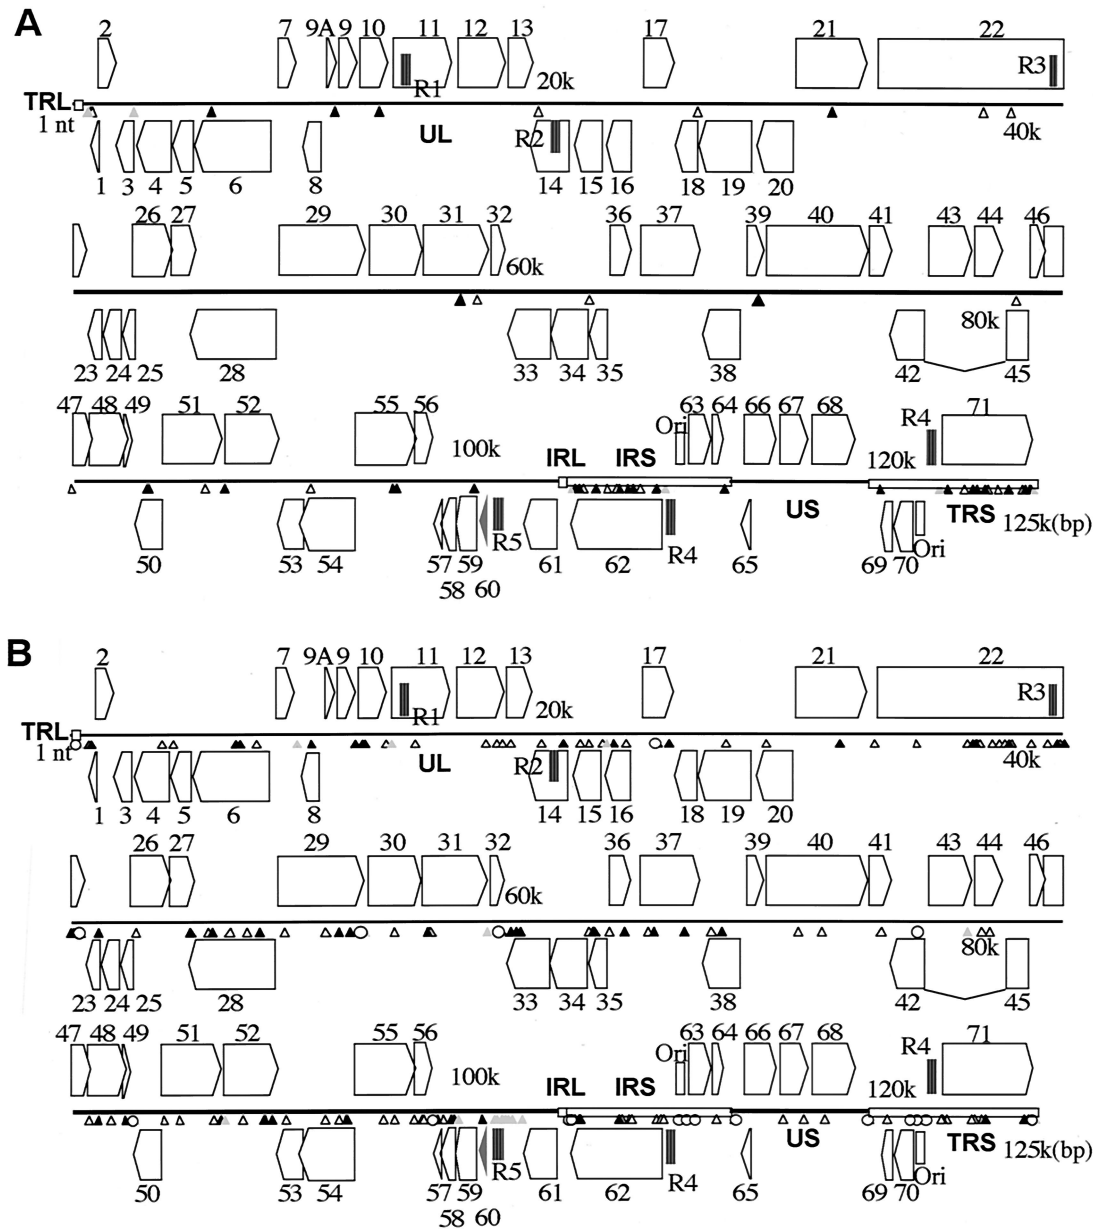 A
2 7 9A 9 10 11 12 13 17 21 22
R1 20k R3
TRL
1 nt UL R2 40k
1 3 4 5 6 8 14 15 16 18 19 20
26 27 29 30 31 32 36 37 39 40 41 43 44 46
60k
80k
23 24 25 28 33 34 35 38 42 45
47 48 49 51 52 55 56 63 64 66 67 68 71
Ori R4
100k IRL IRS 120k
US TRS 125k(bp)
R5 R4 Ori
50 53 54 57 59 61 62 65 69 70
58 60
B
2 7 9A 9 10 11 12 13 17 21 22
R1 20k R3
TRL
1 nt UL R2 40k
1 3 4 5 6 8 14 15 16 18 19 20
26 27 29 30 31 32 36 37 39 40 41 43 44 46
60k
80k
23 24 25 28 33 34 35 38 42 45
47 48 49 51 52 55 56 63 64 66 67 68 71
Ori R4
100k IRL IRS 120k
US TRS 125k(bp)
R5 R4 Ori
50 53 54 57 59 61 62 65 69 70
58 60